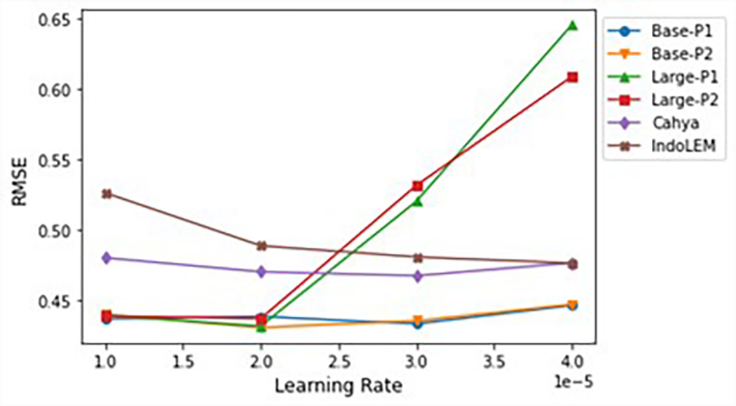 0.65
0.60
0.55
0.50
0.45
RMSE
1.0 1.5 2.0 2.5 3.0 3.5 4.0
1e−5
Learning Rate
Base-P1
Base-P2
Large-P1
Large-P2
Cahya
IndoLEM